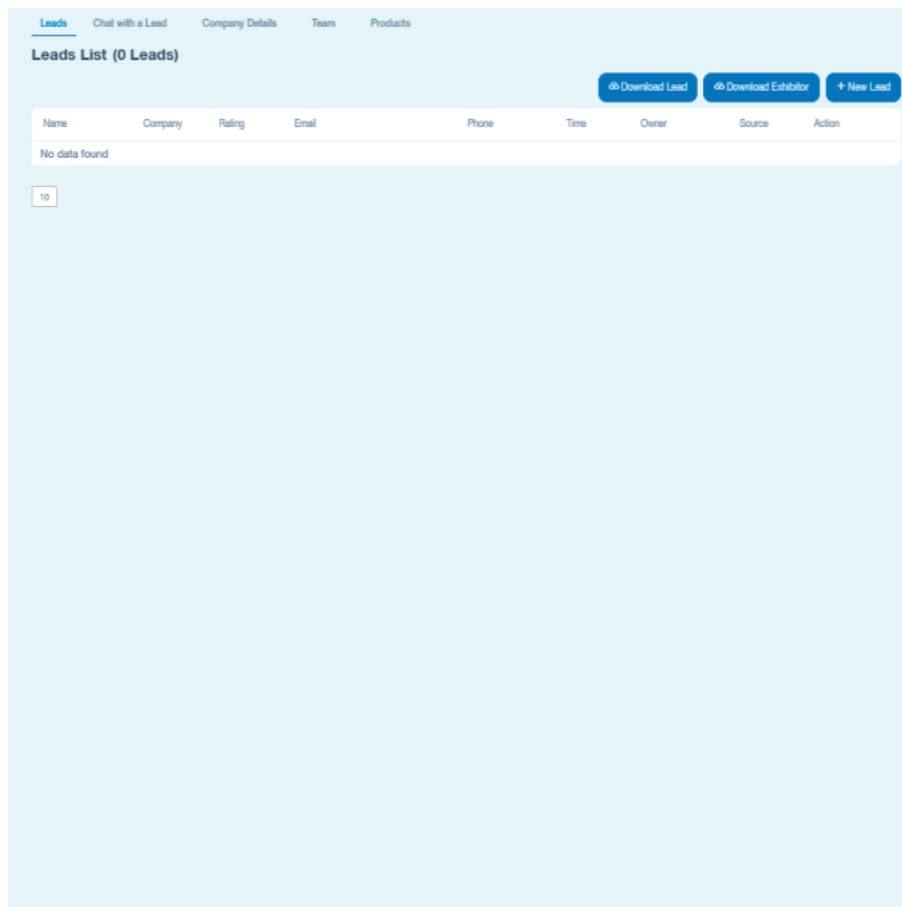 Leads Chat with a Lead Company Details Team Products
Leads List (0 Leads)
Download Lead Download Exhibitor + New Lead
Name Company Rating Email Phone Time Owner Source Action
No data found
10